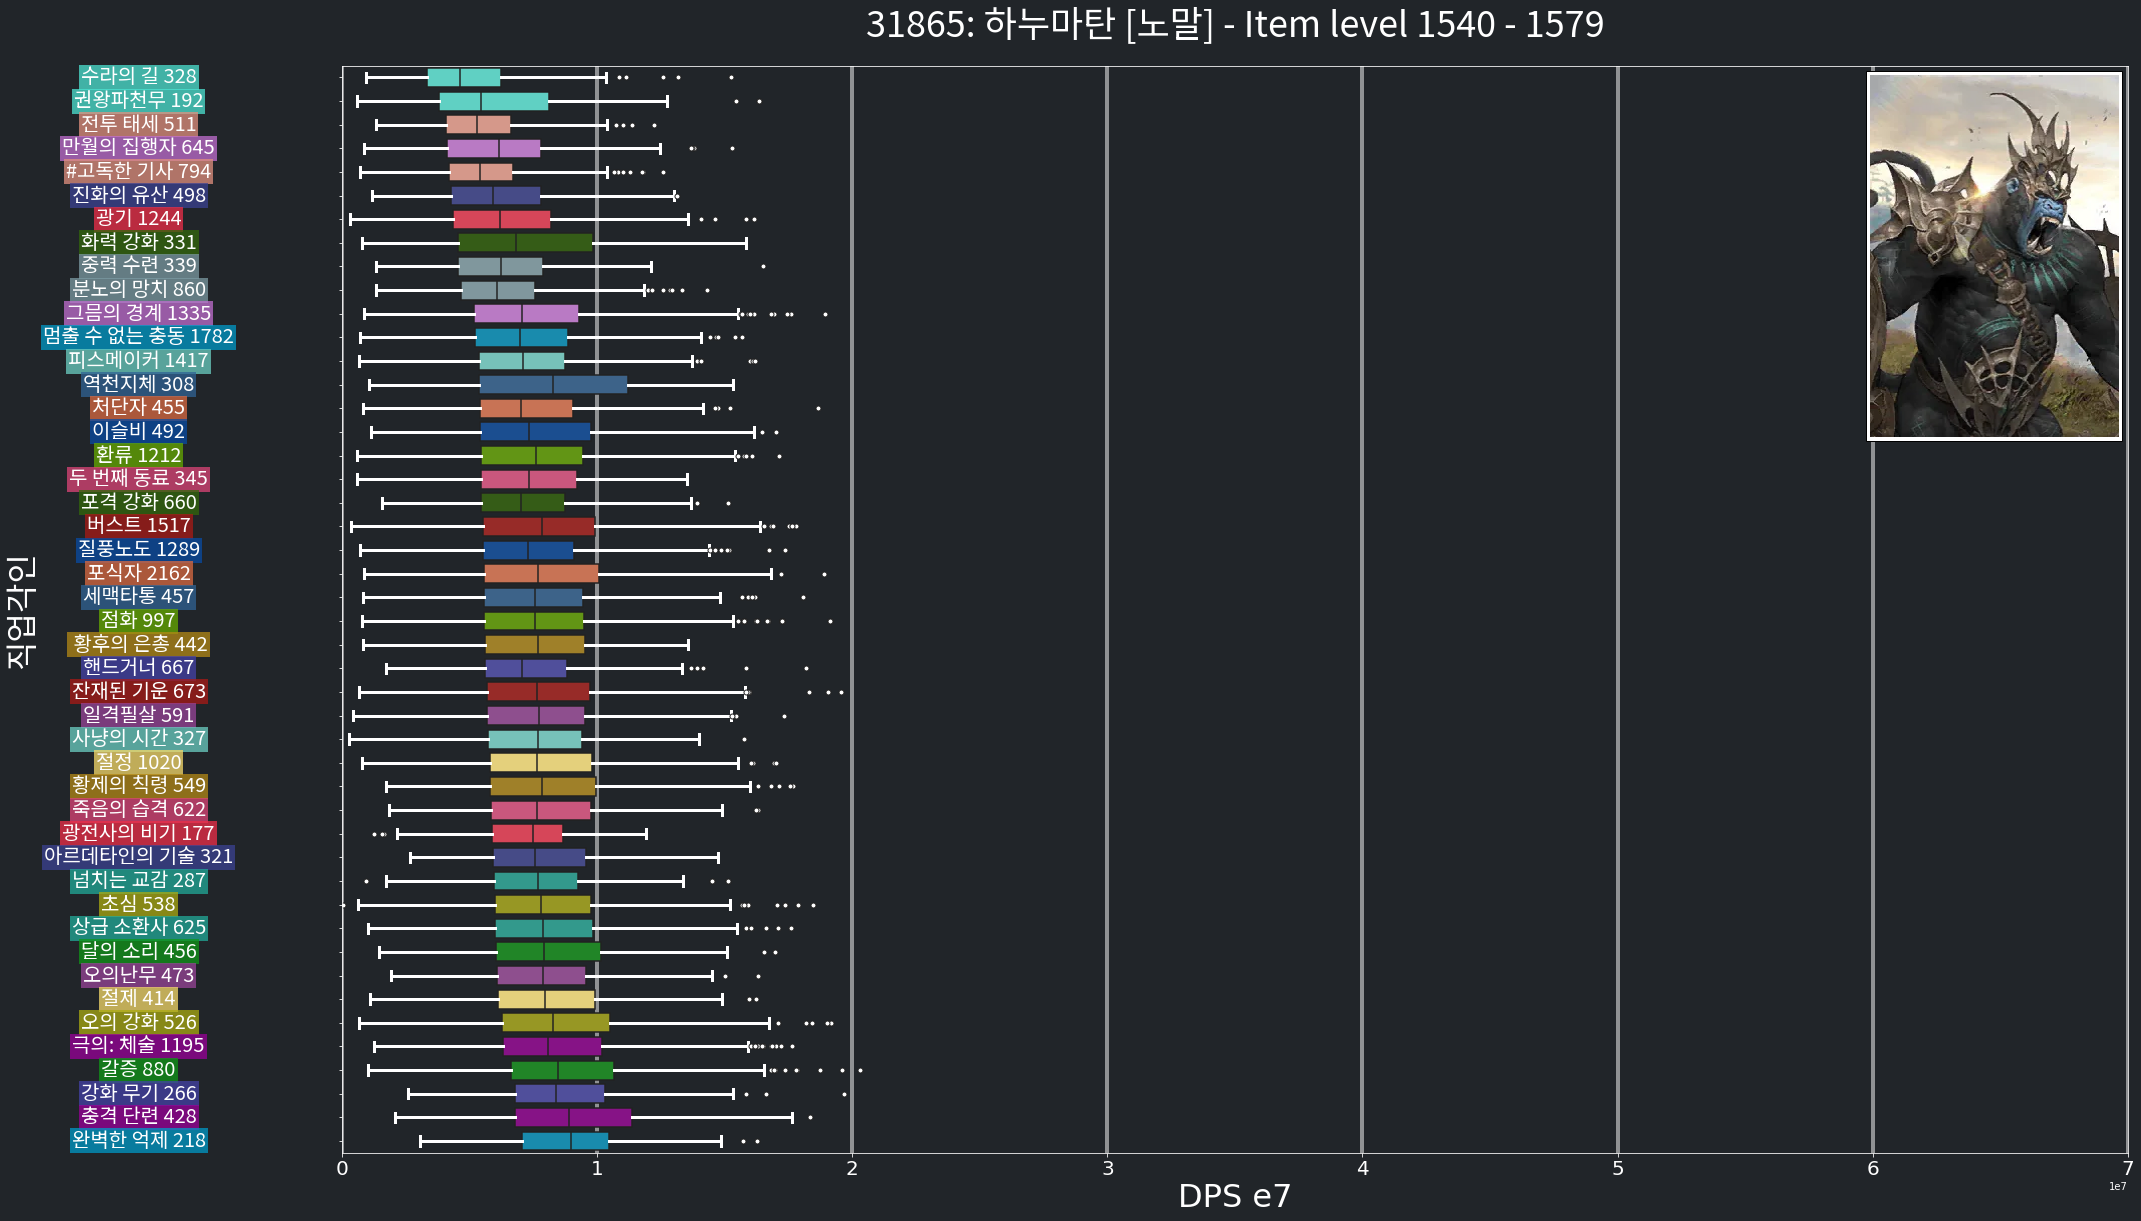 31865: 하누마탄 [노말] - Item level 1540 - 1579
수라의 길 328
권왕파천무 192
전투 태세 511
만월의 집행자 645
#고독한 기사 794
진화의 유산 498
광기 1244
화력 강화 331
중력 수련 339
분노의 망치 860
그믐의 경계 1335
멈출 수 없는 충동 1782
피스메이커 1417
역천지체 308
처단자 455
이슬비 492
환류 1212
두 번째 동료 345
포격 강화 660
버스트 1517
질풍노도 1289
포식자 2162
세맥타통 457
점화 997
황후의 은총 442
핸드거너 667
잔재된 기운 673
일격필살 591
사냥의 시간 327
절정 1020
황제의 칙령 549
죽음의 습격 622
광전사의 비기 177
아르데타인의 기술 321
넘치는 교감 287
초심 538
상급 소환사 625
달의 소리 456
오의난무 473
절제 414
오의 강화 526
극의: 체술 1195
갈증 880
강화 무기 266
충격 단련 428
완벽한 억제 218
직업각인
0 1 2 3 4 5 6 7
DPS e7
1e7